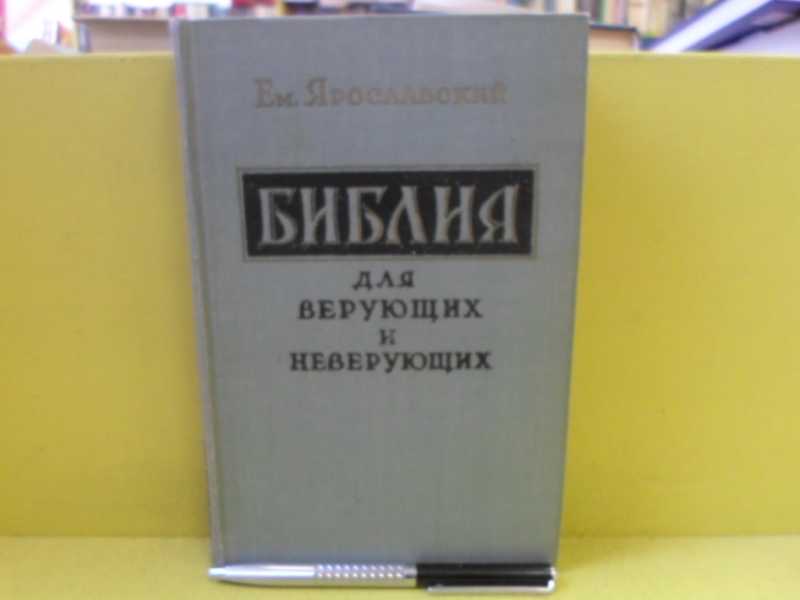 Ем. Ярославский
БИБЛИЯ
ДЛЯ
ВЕРУЮЩИХ
И
НЕВЕРУЮЩИХ